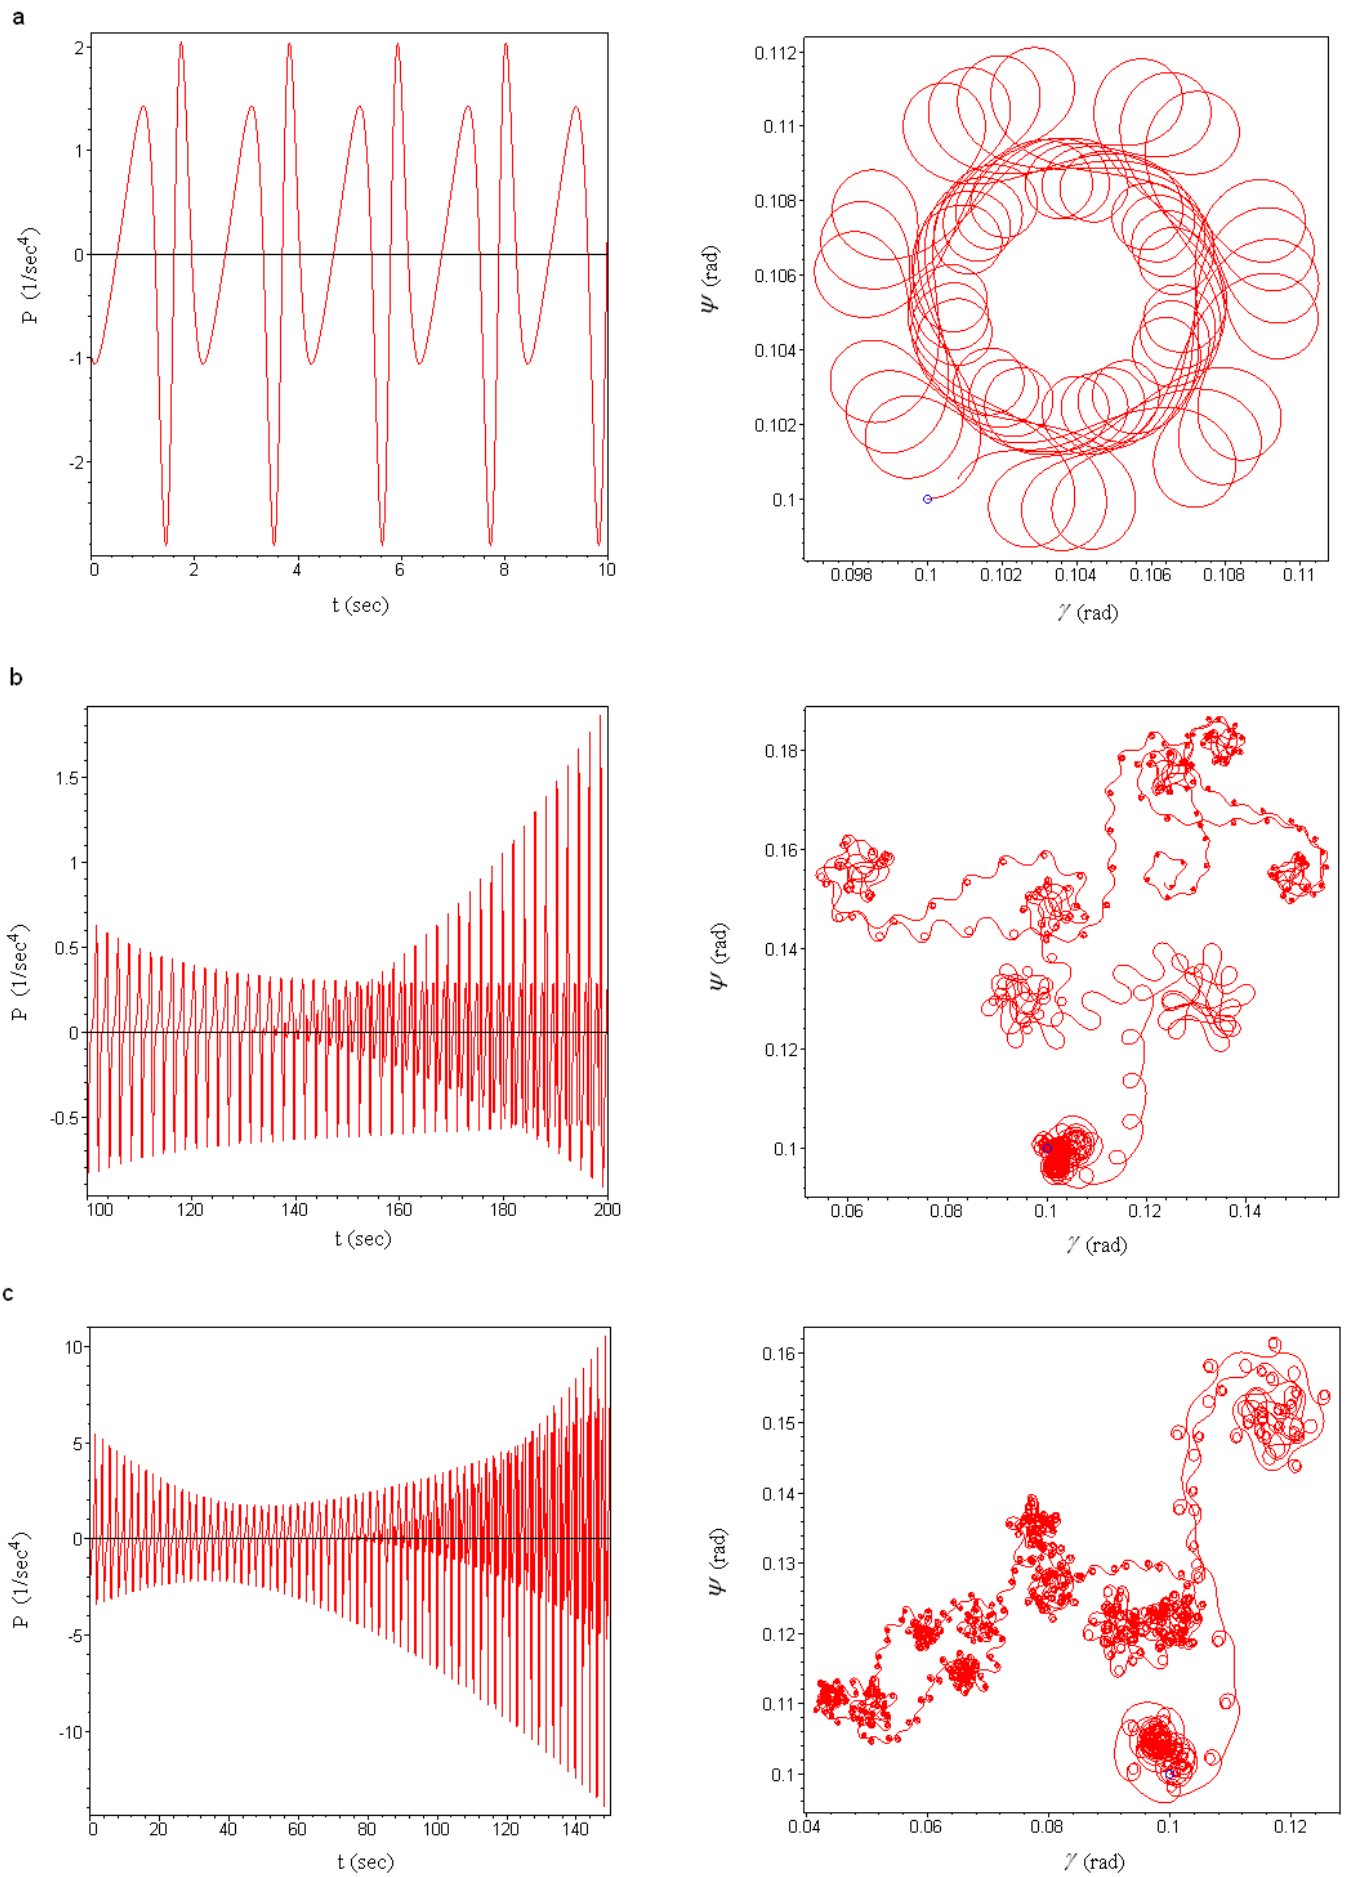 a
2
1
0
-1
-2
0 2 4 6 8 10
P (1/sec⁴)
t (sec)
0.112
0.11
0.108
0.106
0.104
0.102
0.1
0.098 0.1 0.102 0.104 0.106 0.108 0.11
Ψ (rad)
γ (rad)
b
1.5
1
0.5
0
-0.5
100 120 140 160 180 200
P (1/sec⁴)
t (sec)
0.18
0.16
0.14
0.12
0.1
0.06 0.08 0.1 0.12 0.14
Ψ (rad)
γ (rad)
c
10
5
0
-5
-10
0 20 40 60 80 100 120 140
P (1/sec⁴)
t (sec)
0.16
0.15
0.14
0.13
0.12
0.11
0.1
0.04 0.06 0.08 0.1 0.12
Ψ (rad)
γ (rad)